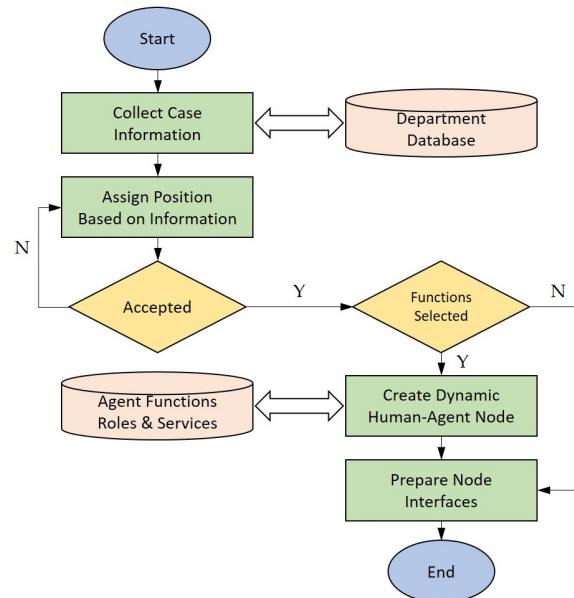 Start
Collect Case
Information
Department
Database
Assign Position
Based on Information
N
Accepted
Y
Functions
Selected
N
Y
Agent Functions
Roles & Services
Create Dynamic
Human-Agent Node
Prepare Node
Interfaces
End